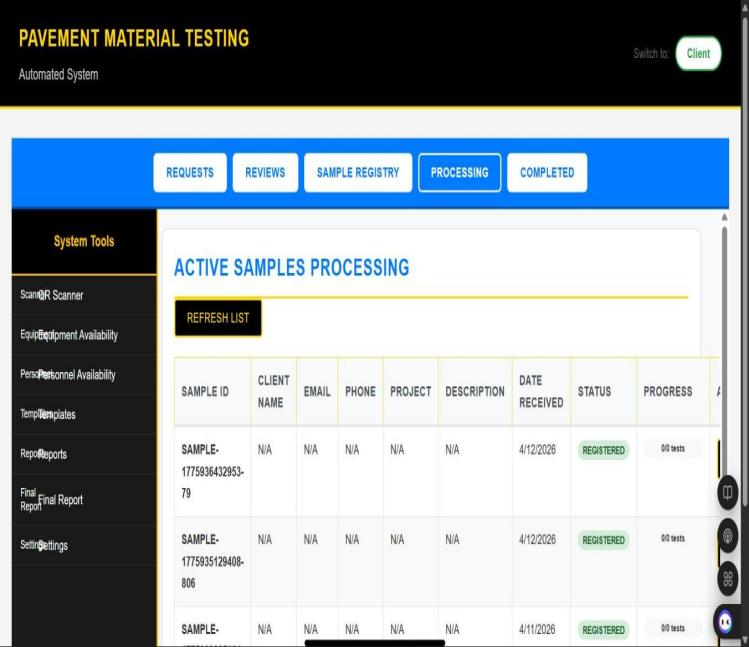 PAVEMENT MATERIAL TESTING
Automated System
Switch to: Client
REQUESTS REVIEWS SAMPLE REGISTRY PROCESSING COMPLETED
System Tools
Scanner QR Scanner
Equipment Equipment Availability
Personnel Personnel Availability
Templates Templates
Reports Reports
Final Report Final Report
Settings Settings
ACTIVE SAMPLES PROCESSING
REFRESH LIST
SAMPLE ID CLIENT NAME EMAIL PHONE PROJECT DESCRIPTION DATE RECEIVED STATUS PROGRESS
SAMPLE-1775936432953-79 N/A N/A N/A N/A N/A 4/12/2026 REGISTERED 0/0 tests
SAMPLE-1775935129408-806 N/A N/A N/A N/A N/A 4/12/2026 REGISTERED 0/0 tests
SAMPLE- N/A N/A N/A N/A N/A 4/11/2026 REGISTERED 0/0 tests